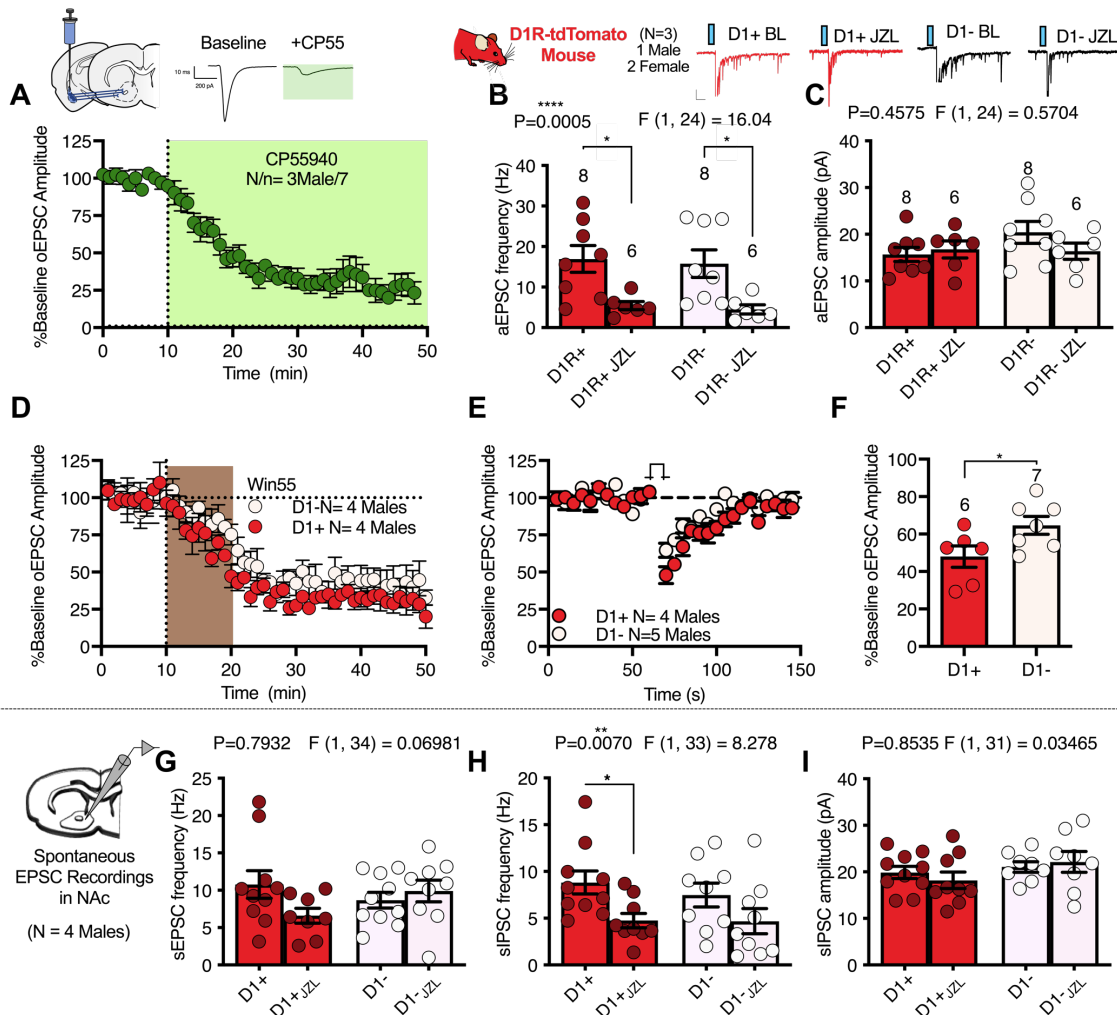 Baseline
+CP55
10 ms
200 pA
D1R-tdTomato
Mouse
(N=3)
1 Male
2 Female
D1+ BL
D1+ JZL
D1- BL
D1- JZL
A
CP55940
N/n= 3Male/7
%Baseline oEPSC Amplitude
125
100
75
50
25
0
0
10
20
30
40
50
Time (min)
B
****
P=0.0005
F (1, 24) = 16.04
*
*
8
6
8
6
aEPSC frequency (Hz)
40
30
20
10
0
D1R+
D1R+ JZL
D1R-
D1R- JZL
C
P=0.4575 F (1, 24) = 0.5704
8
6
8
6
aEPSC amplitude (pA)
40
30
20
10
0
D1R+
D1R+ JZL
D1R-
D1R- JZL
D
Win55
D1-N= 4 Males
D1+ N= 4 Males
%Baseline oEPSC Amplitude
125
100
75
50
25
0
0
10
20
30
40
50
Time (min)
E
D1+ N= 4 Males
D1- N=5 Males
%Baseline oEPSC Amplitude
125
100
75
50
25
0
0
50
100
150
Time (s)
F
*
6
7
%Baseline oEPSC Amplitude
100
80
60
40
20
0
D1+
D1-
Spontaneous
EPSC Recordings
in NAc
(N = 4 Males)
G
P=0.7932 F (1, 34) = 0.06981
sEPSC frequency (Hz)
25
20
15
10
5
0
D1+
D1+ JZL
D1-
D1- JZL
H
**
P=0.0070 F (1, 33) = 8.278
*
sIPSC frequency (Hz)
20
15
10
5
0
D1+
D1+ JZL
D1-
D1- JZL
I
P=0.8535 F (1, 31) = 0.03465
sIPSC amplitude (pA)
40
30
20
10
0
D1+
D1+ JZL
D1-
D1- JZL